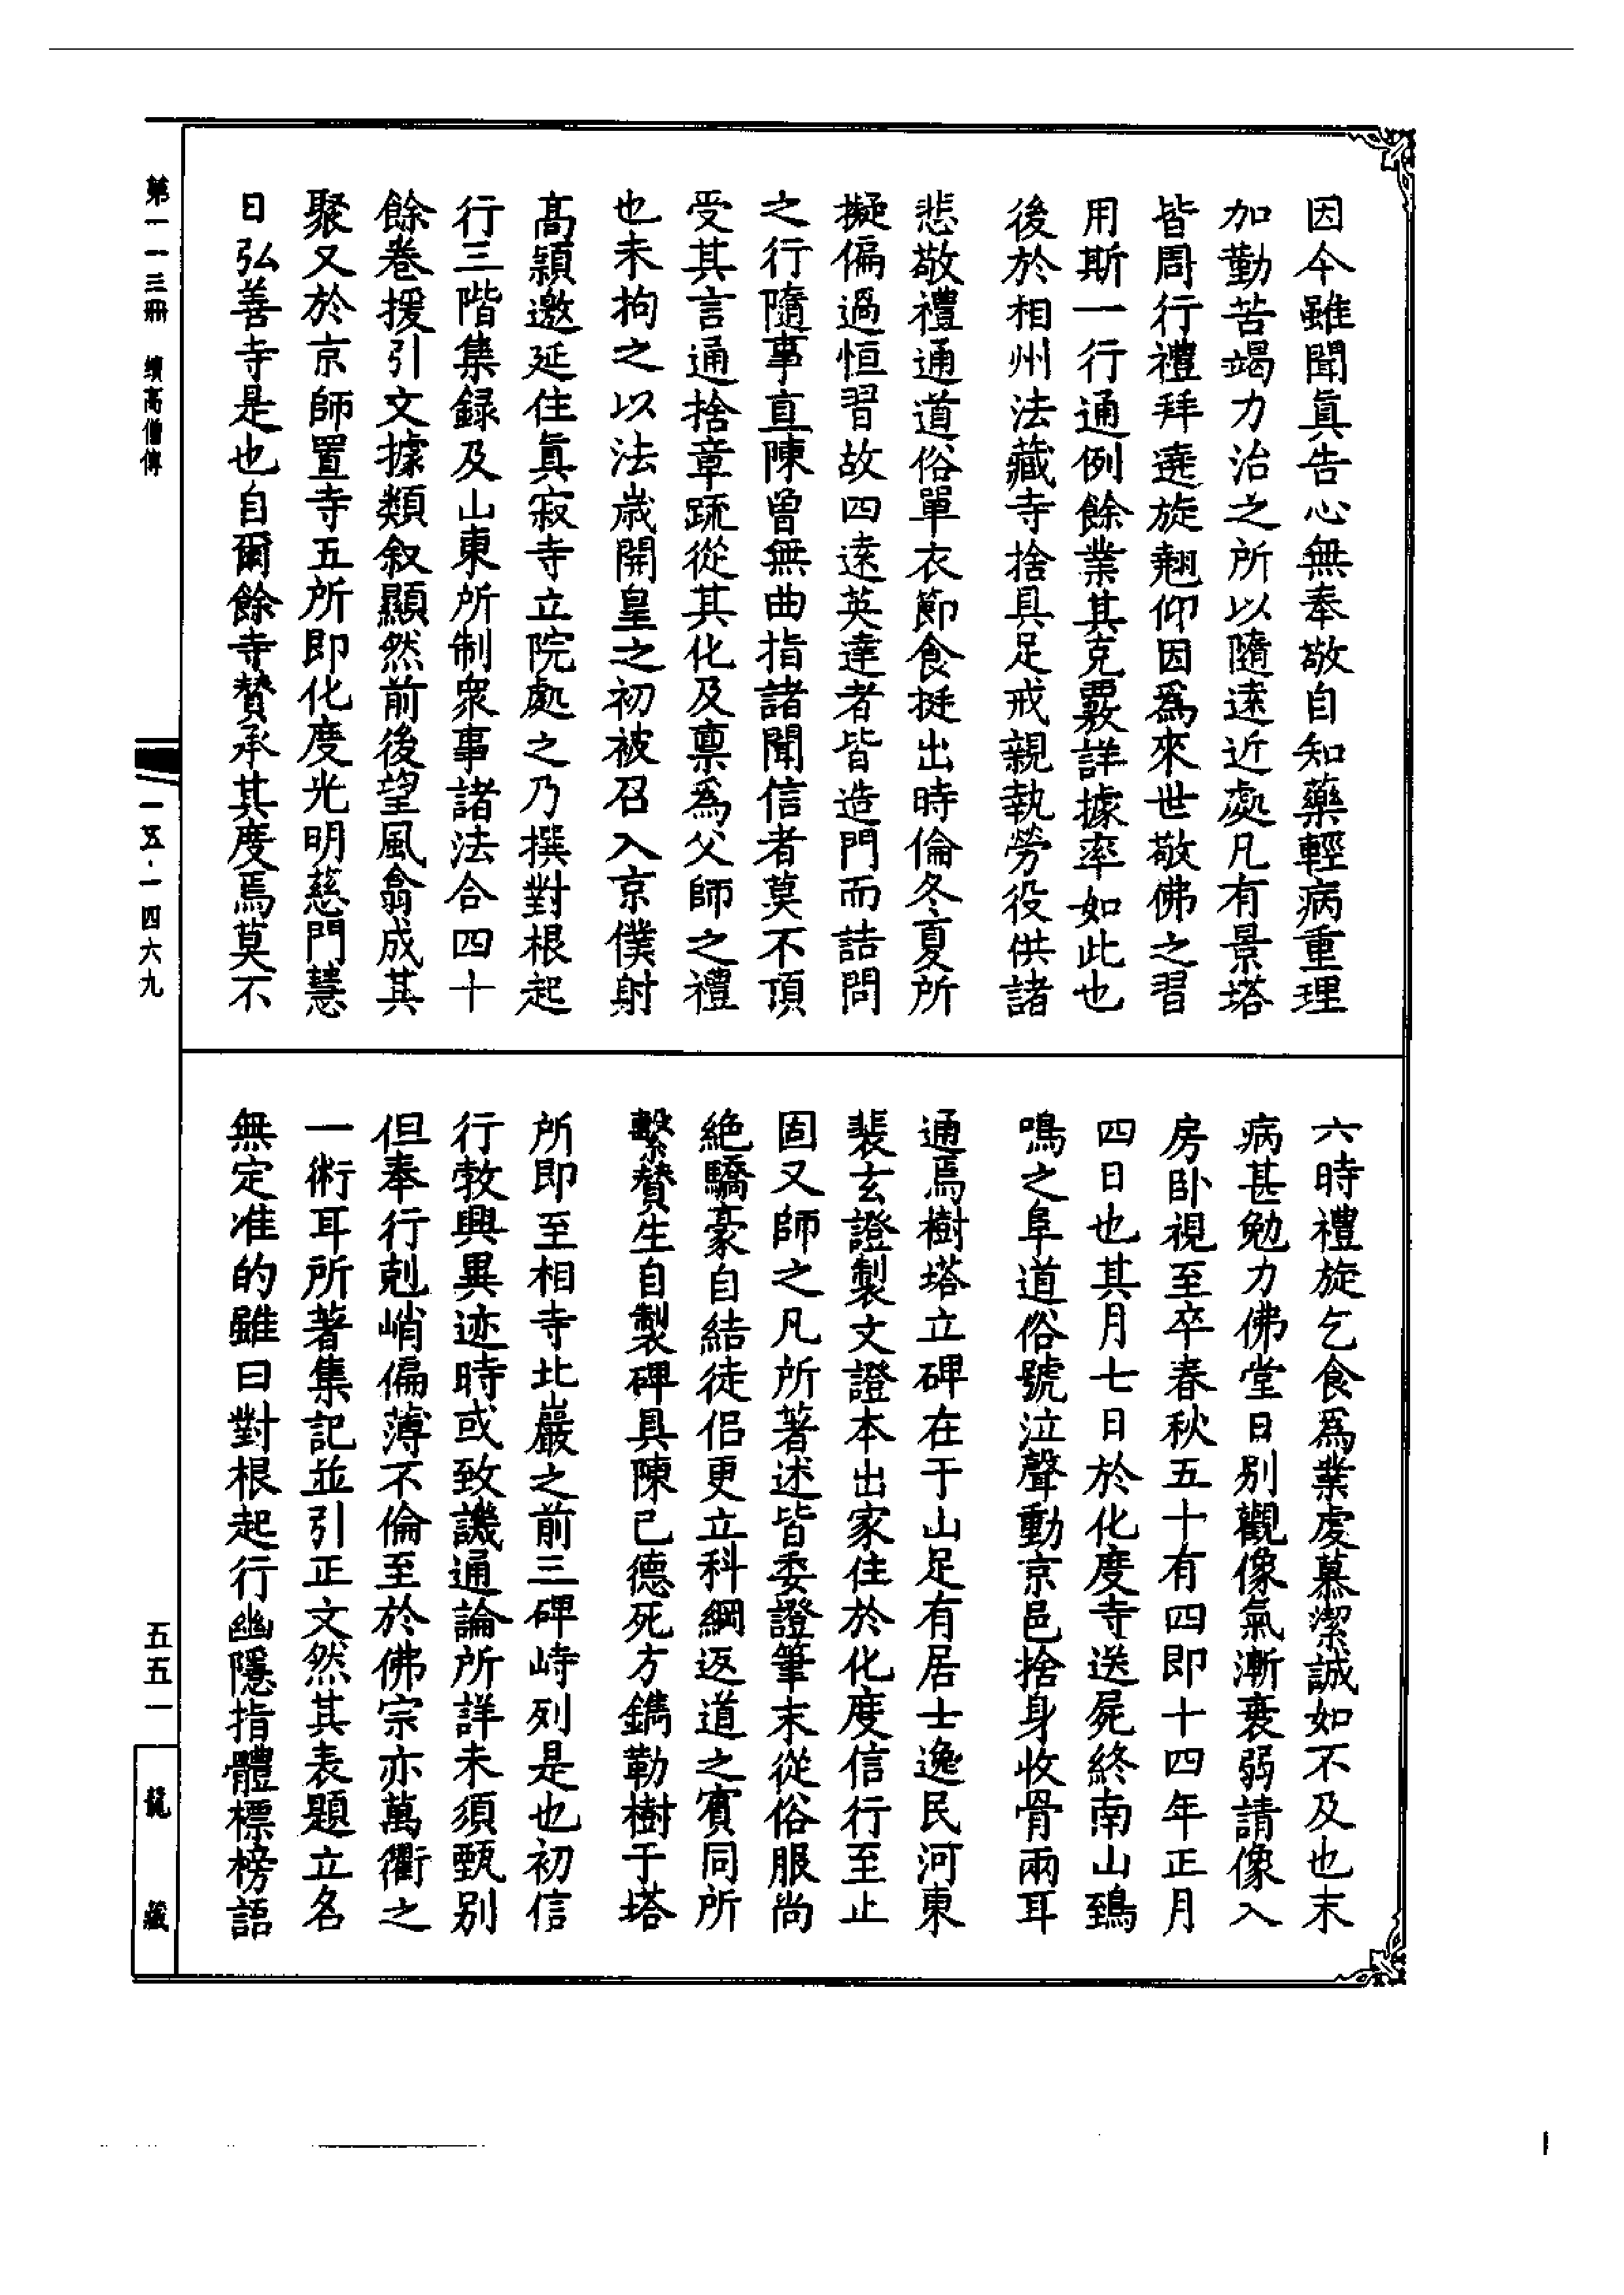 因今雖聞眞告心無奉敬自知藥輕病重理
加勤苦竭力治之所以隨遠近處凡有景塔
皆周行禮拜遶旋翹仰因爲來世敬佛之習
用斯一行通例餘業其克覈詳據率如此也
後於相州法藏寺捨具足戒親執勞役供諸
悲敬禮通道俗單衣節食挺出時倫冬夏所
擬偏過恒習故四遠英達者皆造門而詰問
之行隨事直陳曾無曲指諸聞信者莫不頂
受其言通捨章疏從其化及稟爲父師之禮
也未拘之以法歲開皇之初被召入京僕射
高熲邀延住眞寂寺立院處之乃撰對根起
行三階集録及山東所制衆事諸法合四十
餘卷援引文據類叙顯然前後望風翕成其
聚又於京師置寺五所即化度光明慈門慧
日弘善寺是也自爾餘寺贊承其度焉莫不
六時禮旋乞食爲業虔慕潔誠如不及也末
病甚勉力佛堂日別觀像氣漸衰弱請像入
房卧視至卒春秋五十有四即十四年正月
四日也其月七日於化度寺送屍終南山鵄
鳴之阜道俗號泣聲動京邑捨身收骨兩耳
通焉樹塔立碑在于山足有居士逸民河東
裴玄證製文證本出家住於化度信行至止
固又師之凡所著述皆委證筆末從俗服尚
絶驕豪自結徒侣更立科綱返道之賓同所
繫贊生自製碑具陳己德死方鐫勒樹于塔
所即至相寺北巖之前三碑峙列是也初信
行教興異迹時或致譏通論所詳未須甄別
但奉行剋峭偏薄不倫至於佛宗亦萬衢之
一術耳所著集記並引正文然其表題立名
無定准的雖曰對根起行幽隱指體標榜語
第一一三冊　續高僧傳
一五·一四六九
五五一
龍藏